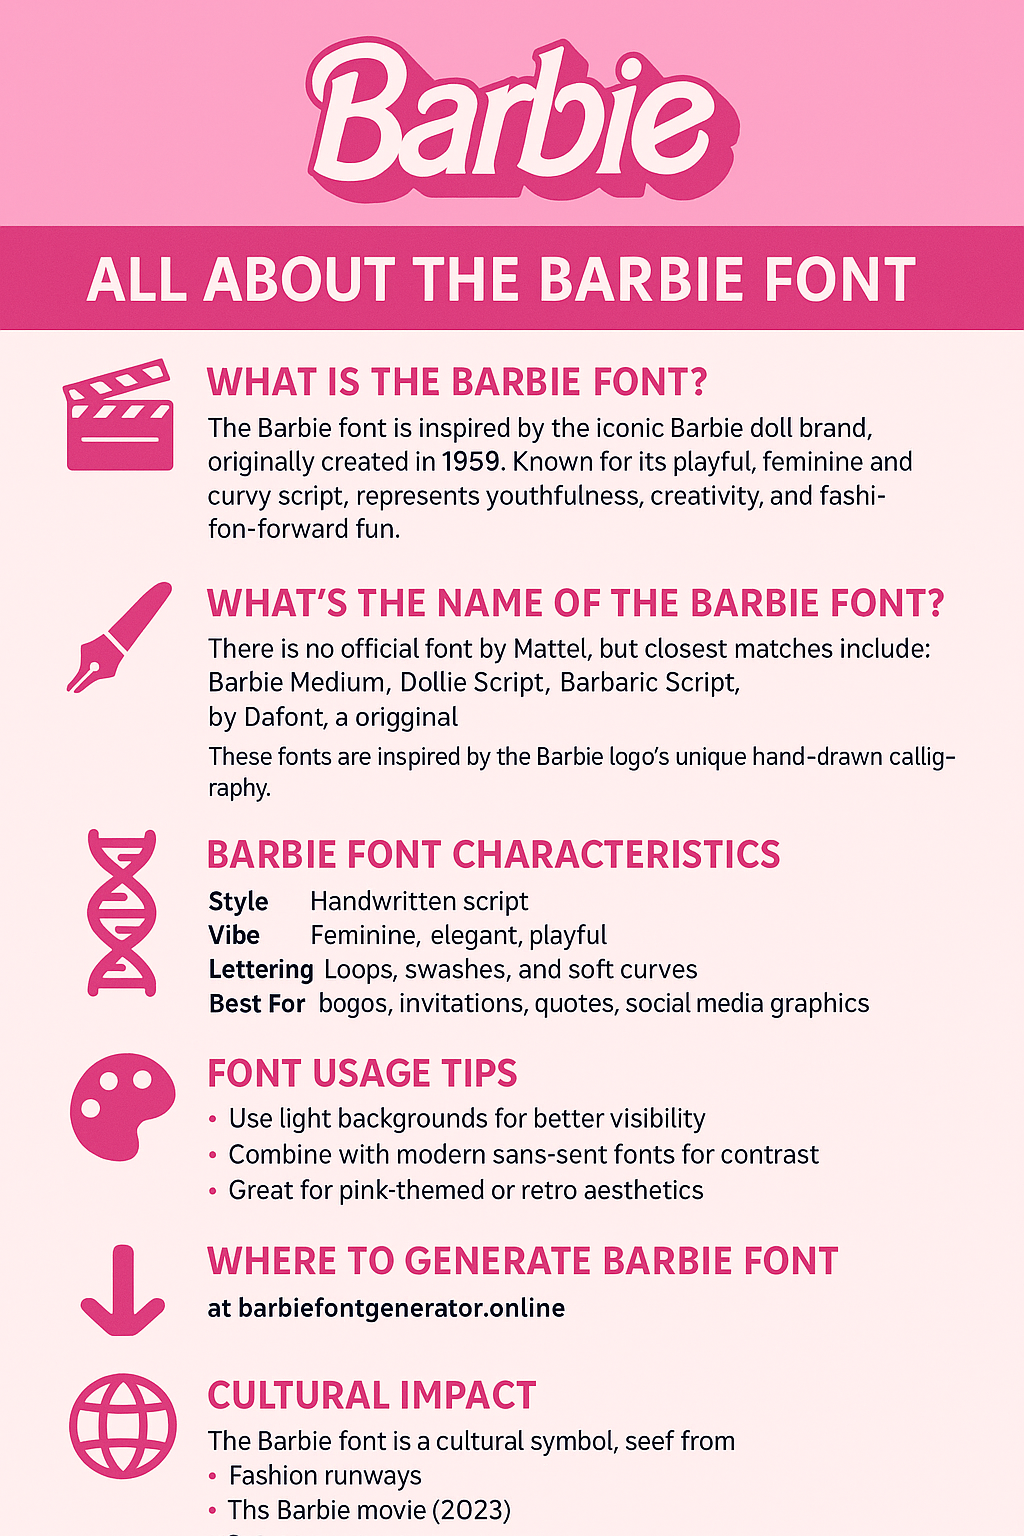 Barbie
ALL ABOUT THE BARBIE FONT
WHAT IS THE BARBIE FONT?
The Barbie font is inspired by the iconic Barbie doll brand,
originally created in 1959. Known for its playful, feminine and
curvy script, represents youthfulness, creativity, and fashi-
fon-forward fun.
WHAT'S THE NAME OF THE BARBIE FONT?
There is no official font by Mattel, but closest matches include:
Barbie Medium, Dollie Script, Barbaric Script,
by Dafont, a origginal
These fonts are inspired by the Barbie logo's unique hand-drawn callig-
raphy.
BARBIE FONT CHARACTERISTICS
Style Handwritten script
Vibe Feminine, elegant, playful
Lettering Loops, swashes, and soft curves
Best For bogos, invitations, quotes, social media graphics
FONT USAGE TIPS
• Use light backgrounds for better visibility
• Combine with modern sans-sent fonts for contrast
• Great for pink-themed or retro aesthetics
WHERE TO GENERATE BARBIE FONT
at barbiefontgenerator.online
CULTURAL IMPACT
The Barbie font is a cultural symbol, seef from
• Fashion runways
• Ths Barbie movie (2023)